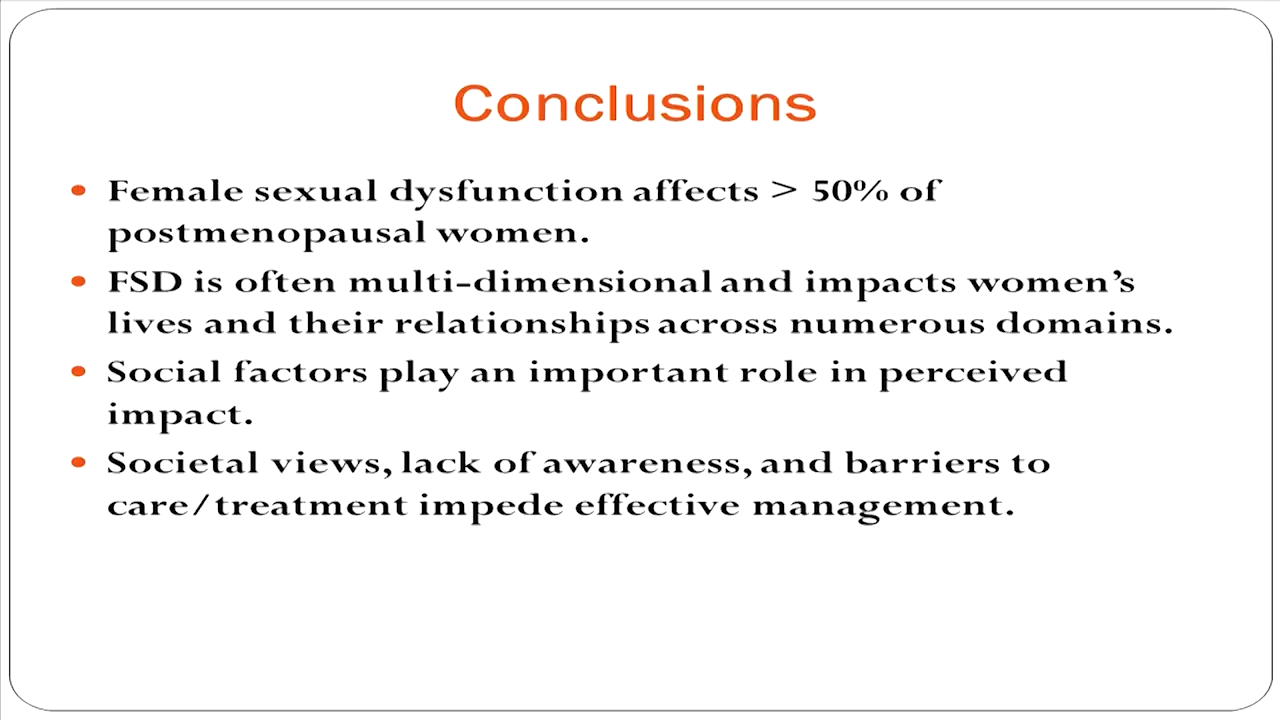 Conclusions
• Female sexual dysfunction affects > 50% of
postmenopausal women.
• FSD is often multi-dimensional and impacts women’s
lives and their relationships across numerous domains.
• Social factors play an important role in perceived
impact.
• Societal views, lack of awareness, and barriers to
care/treatment impede effective management.